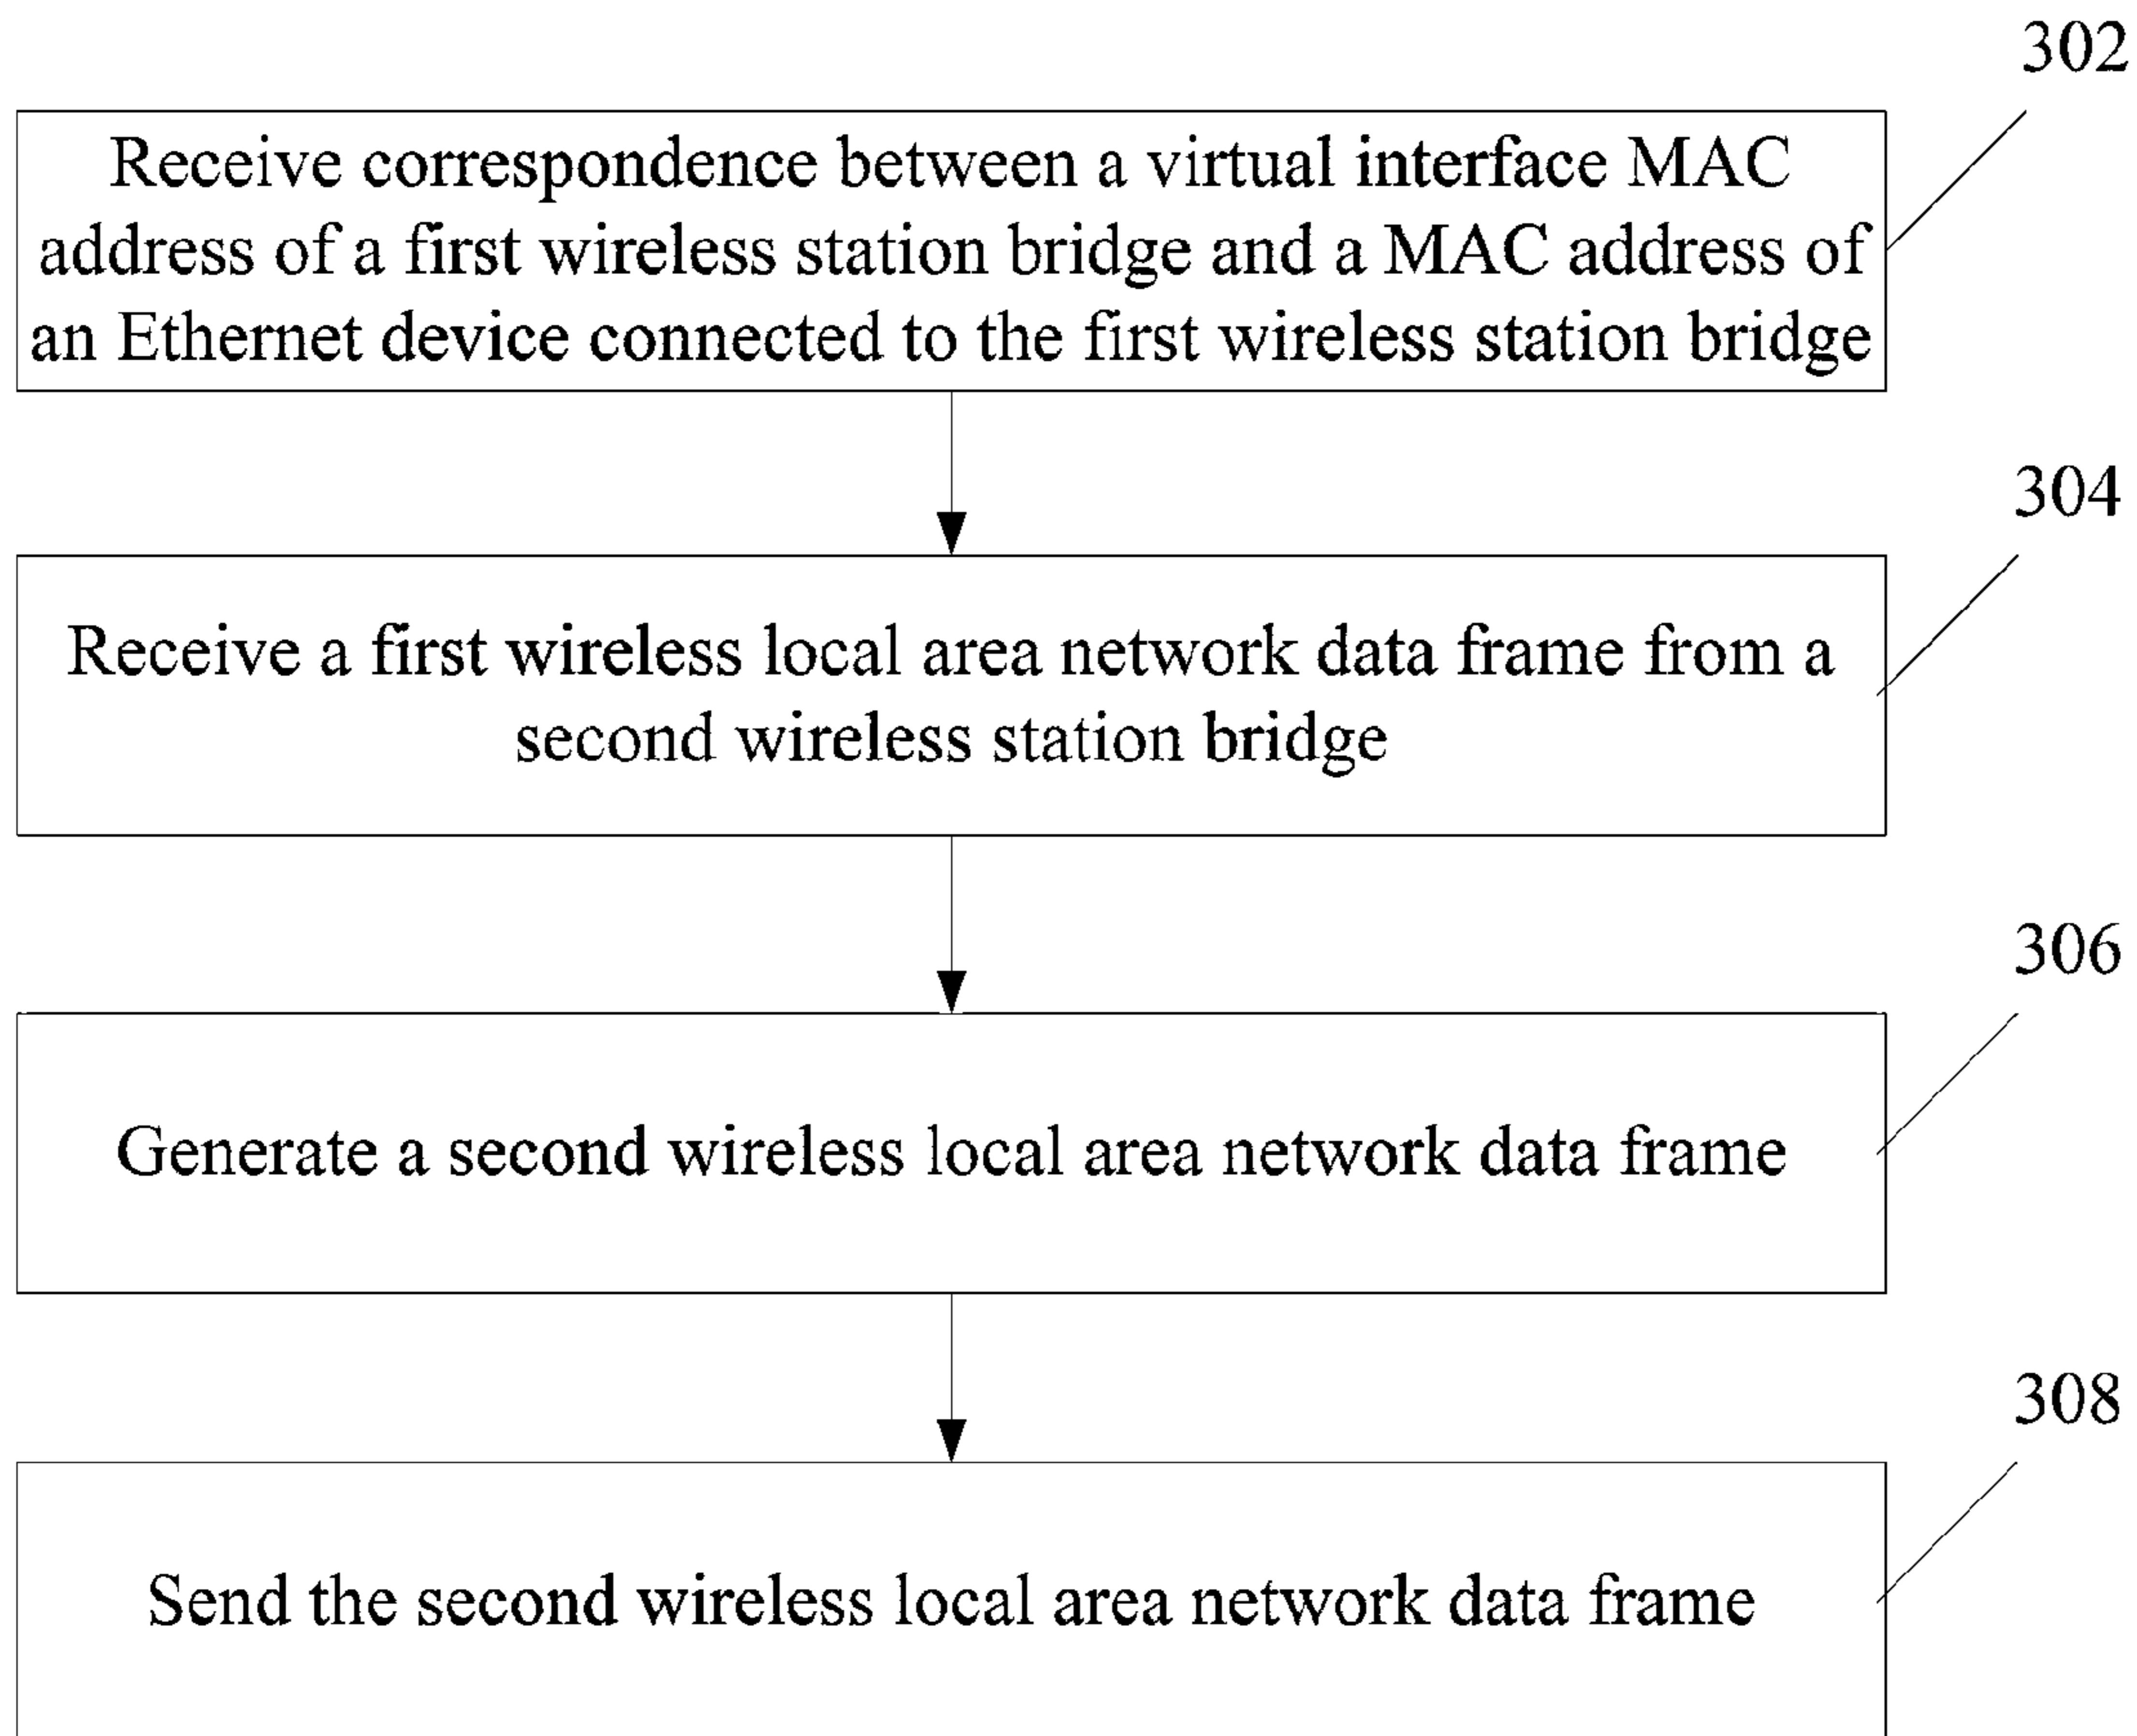 302
Receive correspondence between a virtual interface MAC
address of a first wireless station bridge and a MAC address of
an Ethernet device connected to the first wireless station bridge
304
Receive a first wireless local area network data frame from a
second wireless station bridge
306
Generate a second wireless local area network data frame
308
Send the second wireless local area network data frame